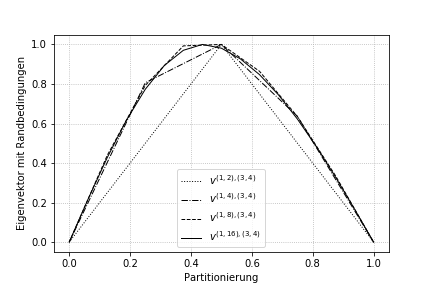 Eigenvektor mit Randbedingungen
1.0
0.8
0.6
0.4
0.2
0.0
v^(1, 2), (3, 4)
v^(1, 4), (3, 4)
v^(1, 8), (3, 4)
v^(1, 16), (3, 4)
0.0 0.2 0.4 0.6 0.8 1.0
Partitionierung